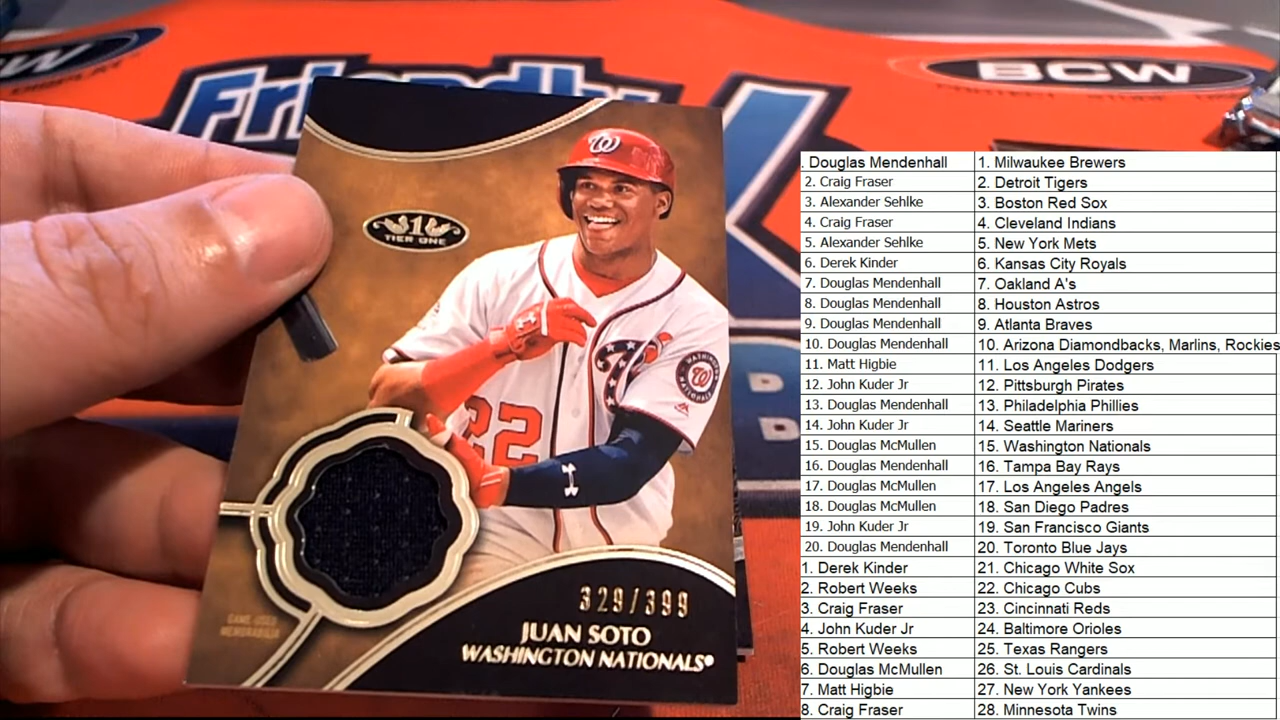 Friendly
BCW
1
TIER ONE
22
WASHINGTON
NATIONALS
GAME-USED
MEMORABILIA
329/399
JUAN SOTO
WASHINGTON NATIONALS®
. Douglas Mendenhall 1. Milwaukee Brewers
2. Craig Fraser 2. Detroit Tigers
3. Alexander Sehlke 3. Boston Red Sox
4. Craig Fraser 4. Cleveland Indians
5. Alexander Sehlke 5. New York Mets
6. Derek Kinder 6. Kansas City Royals
7. Douglas Mendenhall 7. Oakland A's
8. Douglas Mendenhall 8. Houston Astros
9. Douglas Mendenhall 9. Atlanta Braves
10. Douglas Mendenhall 10. Arizona Diamondbacks, Marlins, Rockies
11. Matt Higbie 11. Los Angeles Dodgers
12. John Kuder Jr 12. Pittsburgh Pirates
13. Douglas Mendenhall 13. Philadelphia Phillies
14. John Kuder Jr 14. Seattle Mariners
15. Douglas McMullen 15. Washington Nationals
16. Douglas Mendenhall 16. Tampa Bay Rays
17. Douglas McMullen 17. Los Angeles Angels
18. Douglas McMullen 18. San Diego Padres
19. John Kuder Jr 19. San Francisco Giants
20. Douglas Mendenhall 20. Toronto Blue Jays
1. Derek Kinder 21. Chicago White Sox
2. Robert Weeks 22. Chicago Cubs
3. Craig Fraser 23. Cincinnati Reds
4. John Kuder Jr 24. Baltimore Orioles
5. Robert Weeks 25. Texas Rangers
6. Douglas McMullen 26. St. Louis Cardinals
7. Matt Higbie 27. New York Yankees
8. Craig Fraser 28. Minnesota Twins